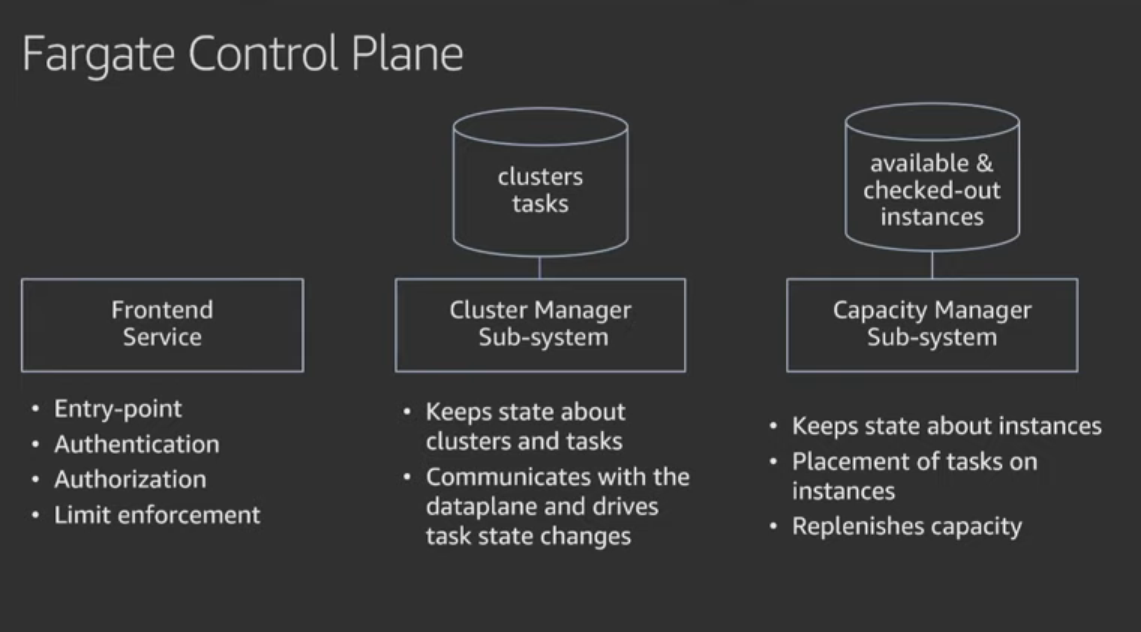 Fargate Control Plane
clusters
tasks
available &
checked-out
instances
Frontend
Service
Cluster Manager
Sub-system
Capacity Manager
Sub-system
• Entry-point
• Authentication
• Authorization
• Limit enforcement
• Keeps state about
clusters and tasks
• Communicates with the
dataplane and drives
task state changes
• Keeps state about instances
• Placement of tasks on
instances
• Replenishes capacity